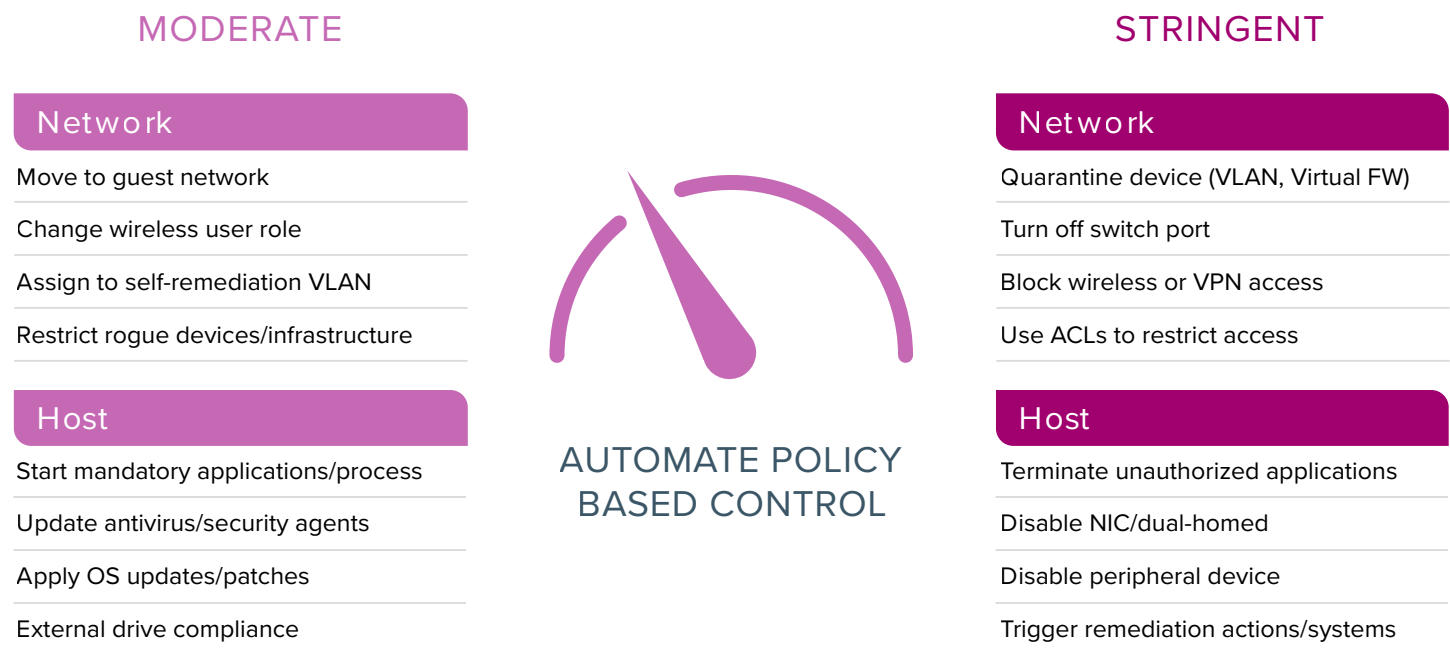 MODERATE
Network
Move to guest network
Change wireless user role
Assign to self-remediation VLAN
Restrict rogue devices/infrastructure
Host
Start mandatory applications/process
Update antivirus/security agents
Apply OS updates/patches
External drive compliance
AUTOMATE POLICY
BASED CONTROL
STRINGENT
Network
Quarantine device (VLAN, Virtual FW)
Turn off switch port
Block wireless or VPN access
Use ACLs to restrict access
Host
Terminate unauthorized applications
Disable NIC/dual-homed
Disable peripheral device
Trigger remediation actions/systems